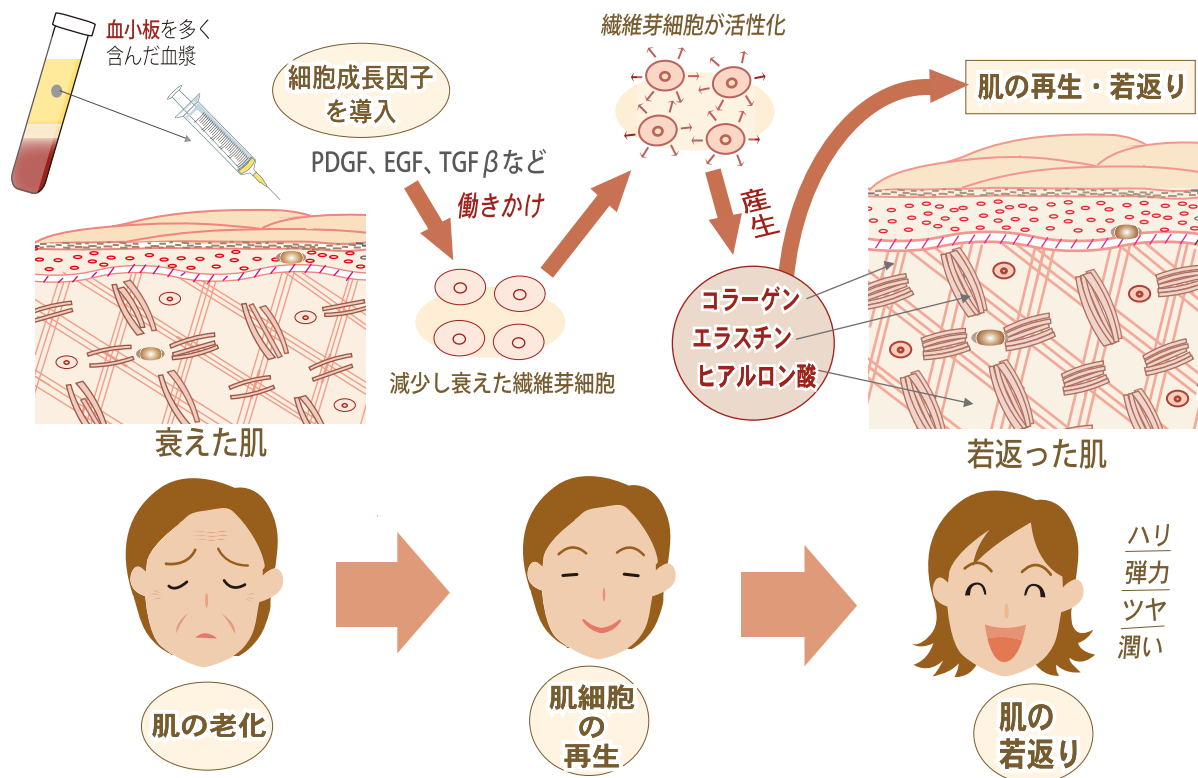 血小板を多く
含んだ血漿
細胞成長因子
を導入
PDGF、EGF、TGFβなど
働きかけ
減少し衰えた繊維芽細胞
繊維芽細胞が活性化
産生
コラーゲン
エラスチン
ヒアルロン酸
肌の再生・若返り
衰えた肌
若返った肌
肌の老化
肌細胞
の
再生
ハリ
弾力
ツヤ
潤い
肌の
若返り